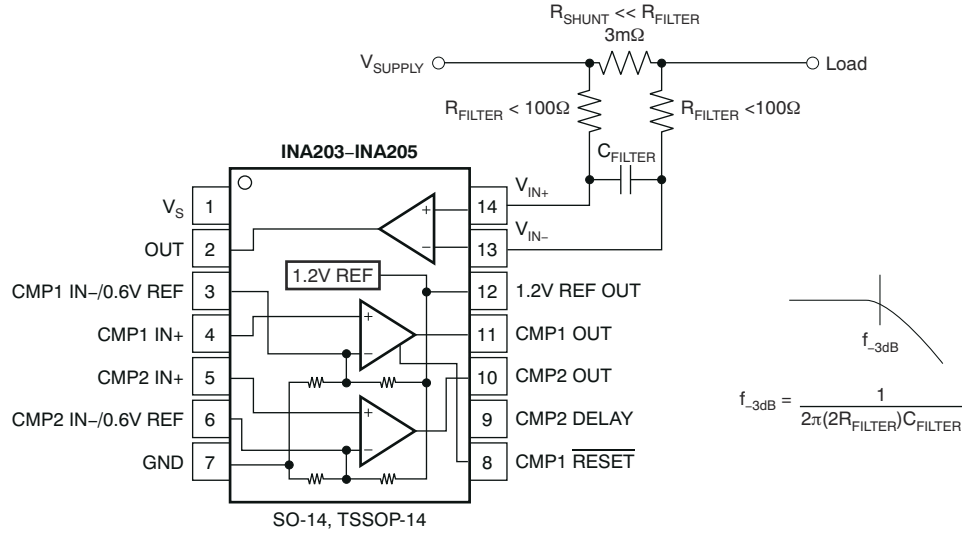 R_SHUNT << R_FILTER
3mΩ
V_SUPPLY
Load
R_FILTER < 100Ω
R_FILTER <100Ω
C_FILTER
INA203−INA205
V_IN+
V_IN−
V_S 1
OUT 2
CMP1 IN−/0.6V REF 3
CMP1 IN+ 4
CMP2 IN+ 5
CMP2 IN−/0.6V REF 6
GND 7
+
−
1.2V REF
+
−
+
−
14
13
12 1.2V REF OUT
11 CMP1 OUT
10 CMP2 OUT
9 CMP2 DELAY
8 CMP1 R̅E̅S̅E̅T̅
SO-14, TSSOP-14
f_−3dB
f_−3dB = 1
2π(2R_FILTER)C_FILTER